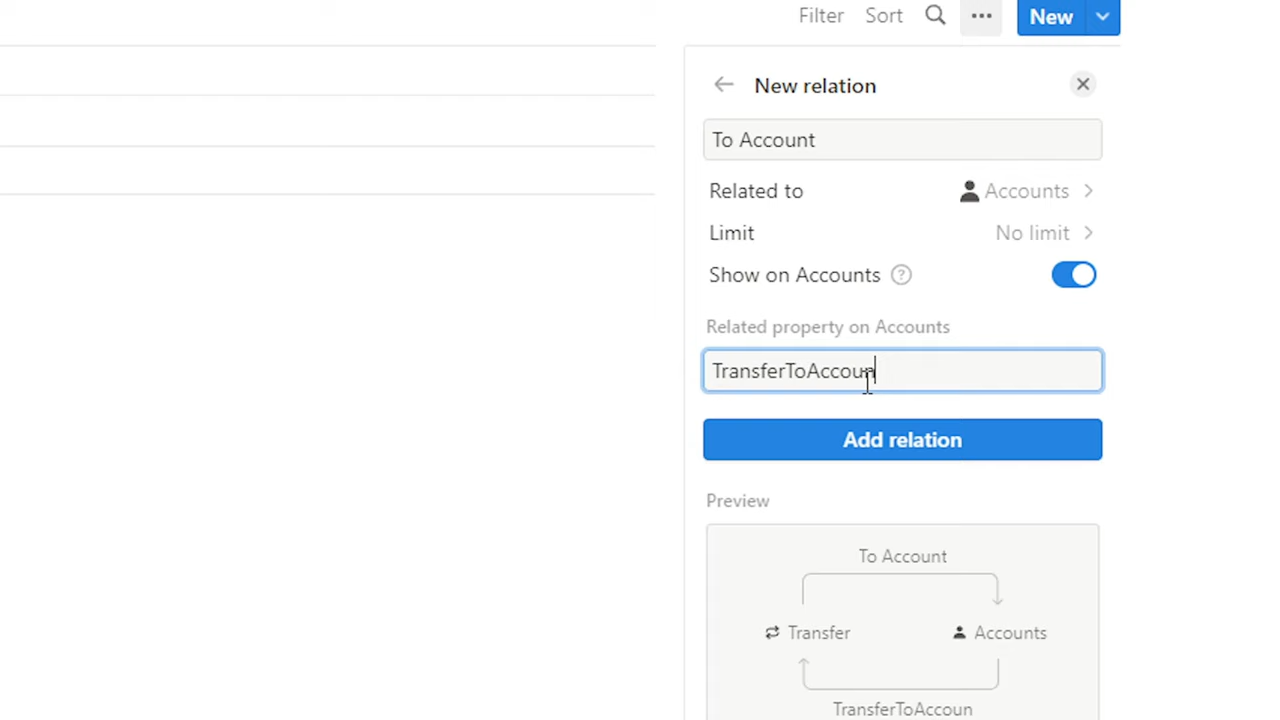 Filter Sort New
New relation
To Account
Related to Accounts
Limit No limit
Show on Accounts ?
Related property on Accounts
TransferToAccoun
Add relation
Preview
To Account
Transfer Accounts
TransferToAccoun